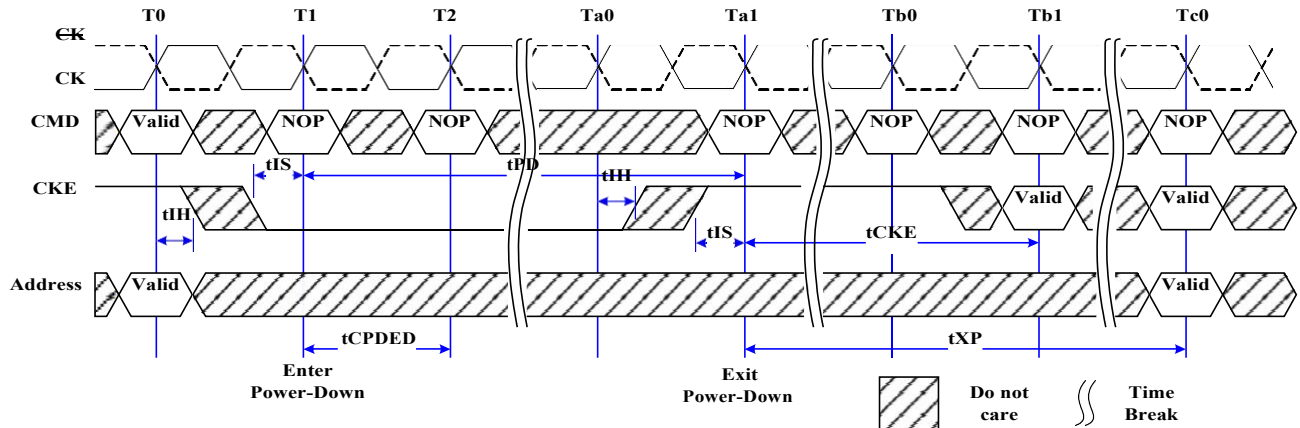 T0 T1 T2 Ta0 Ta1 Tb0 Tb1 Tc0
CK
CK
CMD Valid NOP NOP NOP NOP NOP NOP
tIS tPD tIH
CKE
tIH Valid Valid
tIS tCKE
Address Valid Valid
tCPDED tXP
Enter
Power-Down
Exit
Power-Down
Do not
care
Time
Break